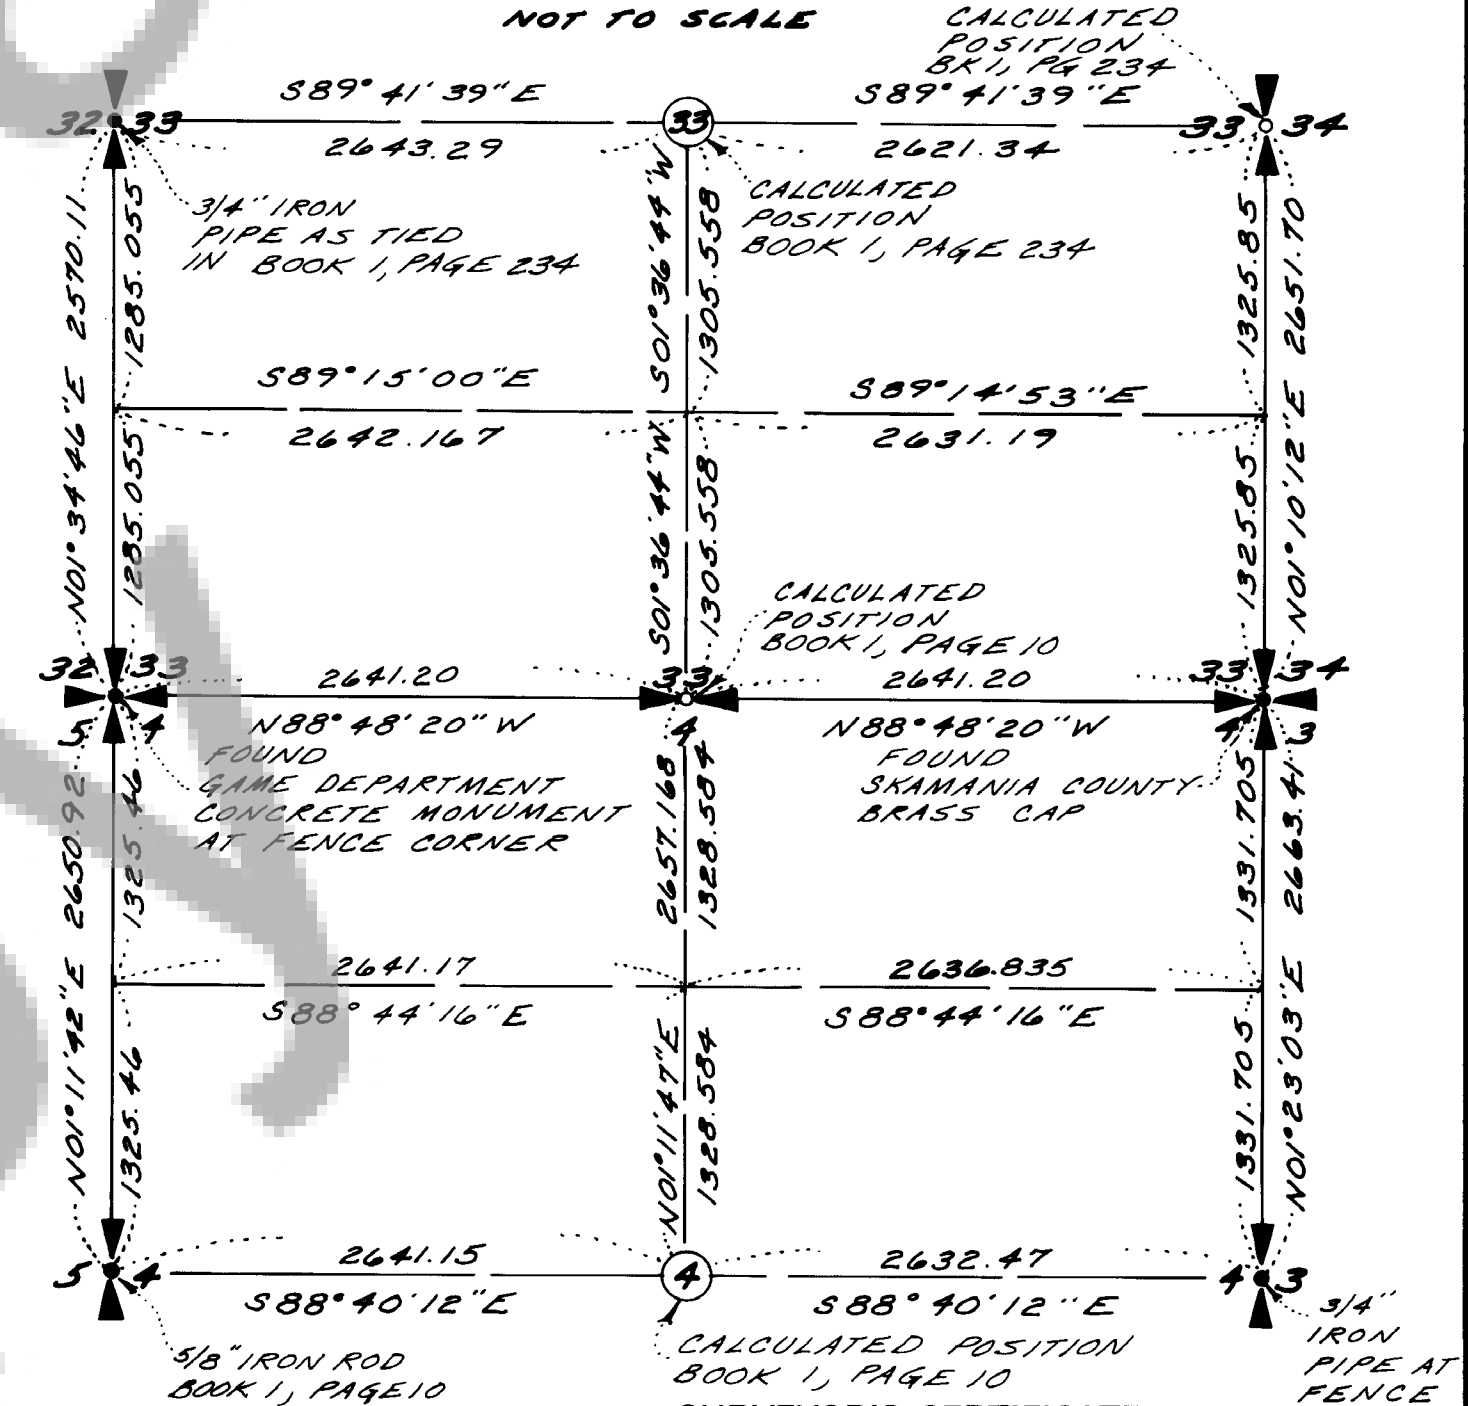 NOT TO SCALE
CALCULATED
POSITION
BK 1, PG 234
S89° 41' 39" E
S89° 41' 39" E
32 33
33
33 34
2643.29
2621.34
3/4" IRON
PIPE AS TIED
IN BOOK 1, PAGE 234
CALCULATED
POSITION
BOOK 1, PAGE 234
N01° 34' 46" E 2570.11
1285.055
S01° 36' 44" W
1305.558
1325.85
N01° 10' 12" E 2651.70
S89° 15' 00" E
S89° 14' 53" E
2642.167
2631.19
1285.055
S01° 36' 44" W
1305.558
1325.85
CALCULATED
POSITION
BOOK 1, PAGE 10
32 33
33
33 34
2641.20
2641.20
5 4
4
4 3
N88° 48' 20" W
N88° 48' 20" W
FOUND
GAME DEPARTMENT
CONCRETE MONUMENT
AT FENCE CORNER
FOUND
SKAMANIA COUNTY
BRASS CAP
N01° 11' 42" E 2650.92
1325.46
2657.168
1328.584
1331.705
N01° 23' 03" E 2663.41
2641.17
2636.835
S88° 44' 16" E
S88° 44' 16" E
1325.46
N01° 11' 47" E
1328.584
1331.705
2641.15
2632.47
5 4
4
4 3
S88° 40' 12" E
S88° 40' 12" E
5/8" IRON ROD
BOOK 1, PAGE 10
CALCULATED POSITION
BOOK 1, PAGE 10
3/4"
IRON
PIPE AT
FENCE